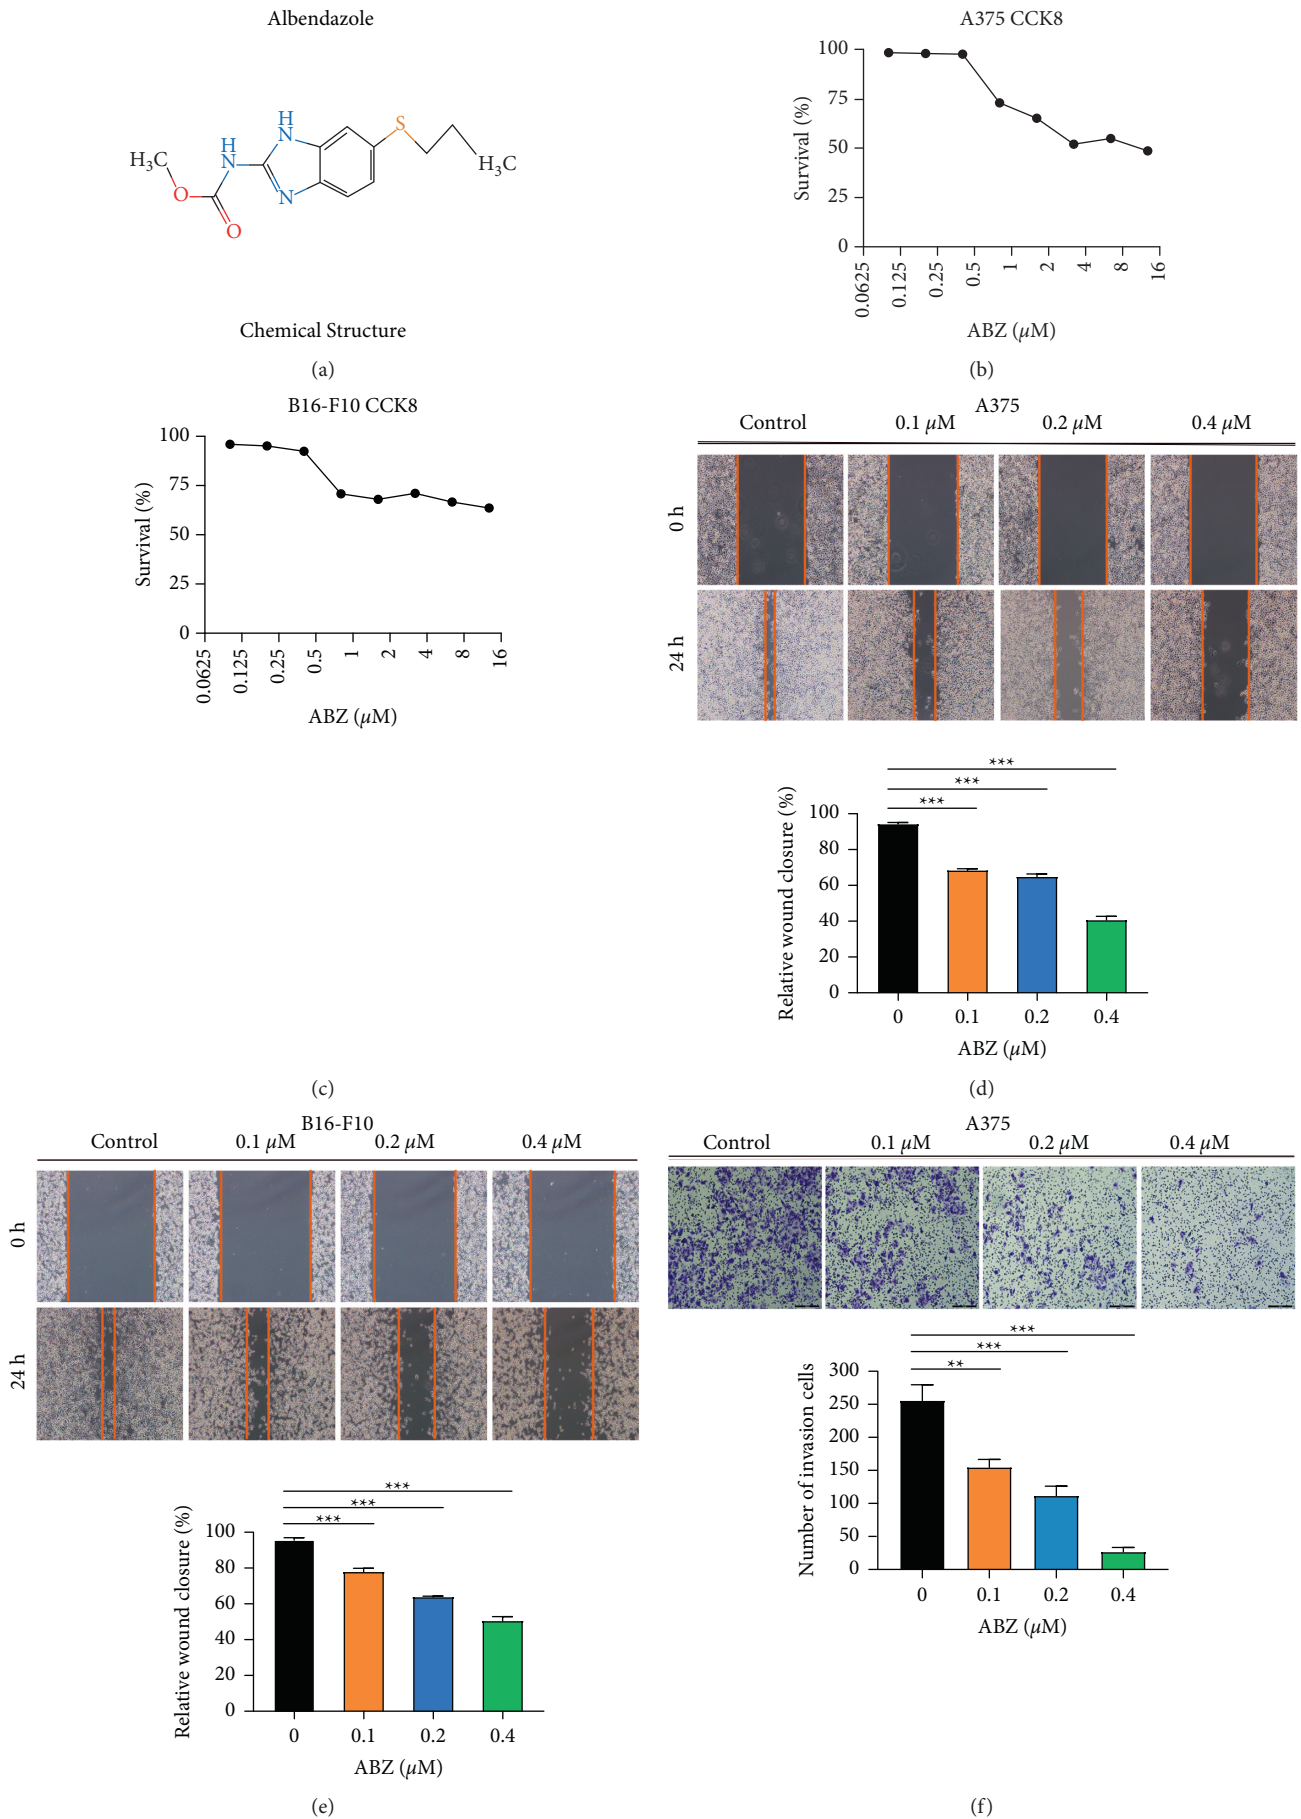 Albendazole
H₃C
O
O
H
N
H
N
N
S
H₃C
Chemical Structure
(a)
A375 CCK8
Survival (%)
100
75
50
25
0
0.0625
0.125
0.25
0.5
1
2
4
8
16
ABZ (µM)
(b)
B16-F10 CCK8
Survival (%)
100
75
50
25
0
0.0625
0.125
0.25
0.5
1
2
4
8
16
ABZ (µM)
(c)
A375
Control 0.1 µM 0.2 µM 0.4 µM
0 h
24 h
***
***
***
Relative wound closure (%)
100
80
60
40
20
0
0 0.1 0.2 0.4
ABZ (µM)
(d)
B16-F10
Control 0.1 µM 0.2 µM 0.4 µM
0 h
24 h
***
***
***
Relative wound closure (%)
100
80
60
40
20
0
0 0.1 0.2 0.4
ABZ (µM)
(e)
A375
Control 0.1 µM 0.2 µM 0.4 µM
***
***
**
Number of invasion cells
300
250
200
150
100
50
0
0 0.1 0.2 0.4
ABZ (µM)
(f)